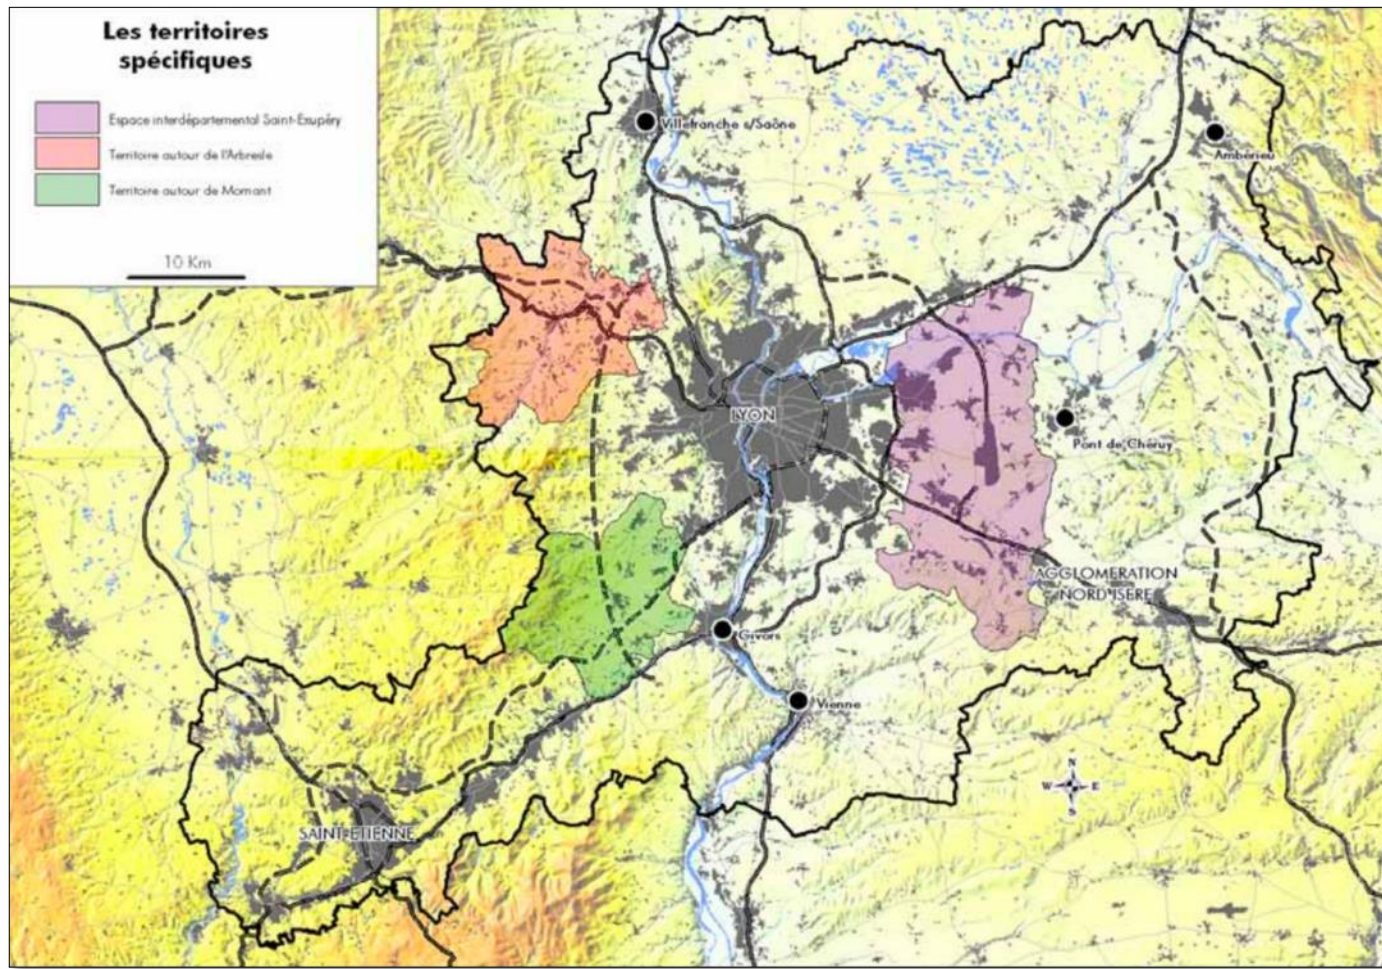 Les territoires
spécifiques
Espace interdépartemental Saint-Exupéry
Territoire autour de l'Arbresle
Territoire autour de Mornant
10 Km
Villefranche s/Saône
Ambérieu
LYON
Pont de Chéruy
AGGLOMERATION
NORD ISERE
Givors
Vienne
N
W E
S
SAINT-ETIENNE